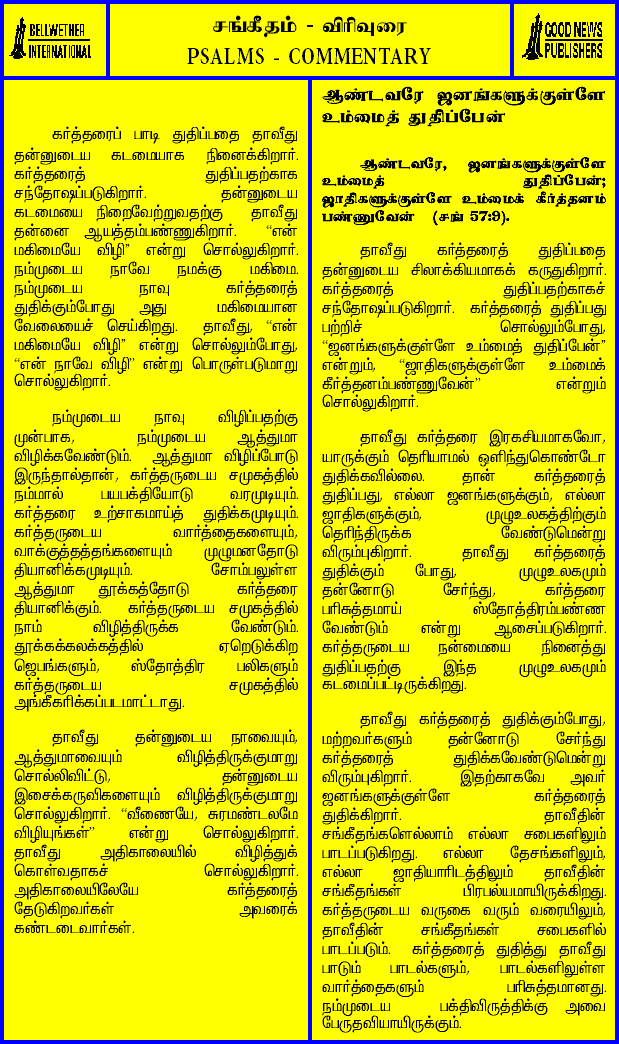 BELLWETHER
INTERNATIONAL
சங்கீதம் - விரிவுரை
PSALMS - COMMENTARY
GOOD NEWS
PUBLISHERS
கர்த்தரைப் பாடி துதிப்பதை தாவீது
தன்னுடைய கடமையாக நினைக்கிறார்.
கர்த்தரைத் துதிப்பதற்காக
சந்தோஷப்படுகிறார். தன்னுடைய
கடமையை நிறைவேற்றுவதற்கு தாவீது
தன்னை ஆயத்தம்பண்ணுகிறார். “என்
மகிமையே விழி” என்று சொல்லுகிறார்.
நம்முடைய நாவே நமக்கு மகிமை.
நம்முடைய நாவு கர்த்தரைத்
துதிக்கும்போது அது மகிமையான
வேலையைச் செய்கிறது. தாவீது, “என்
மகிமையே விழி” என்று சொல்லும்போது,
“என் நாவே விழி” என்று பொருள்படுமாறு
சொல்லுகிறார்.
நம்முடைய நாவு விழிப்பதற்கு
முன்பாக, நம்முடைய ஆத்துமா
விழிக்கவேண்டும். ஆத்துமா விழிப்போடு
இருந்தால்தான், கர்த்தருடைய சமுகத்தில்
நம்மால் பயபக்தியோடு வரமுடியும்.
கர்த்தரை உற்சாகமாய்த் துதிக்கமுடியும்.
கர்த்தருடைய வார்த்தைகளையும்,
வாக்குத்தத்தங்களையும் முழுமனதோடு
தியானிக்கமுடியும். சோம்பலுள்ள
ஆத்துமா தூக்கத்தோடு கர்த்தரை
தியானிக்கும். கர்த்தருடைய சமுகத்தில்
நாம் விழித்திருக்க வேண்டும்.
தூக்கக்கலக்கத்தில் ஏறெடுக்கிற
ஜெபங்களும், ஸ்தோத்திர பலிகளும்
கர்த்தருடைய சமுகத்தில்
அங்கீகரிக்கப்படமாட்டாது.
தாவீது தன்னுடைய நாவையும்,
ஆத்துமாவையும் விழித்திருக்குமாறு
சொல்லிவிட்டு, தன்னுடைய
இசைக்கருவிகளையும் விழித்திருக்குமாறு
சொல்லுகிறார். “வீணையே, சுரமண்டலமே
விழியுங்கள்” என்று சொல்லுகிறார்.
தாவீது அதிகாலையில் விழித்துக்
கொள்வதாகச் சொல்லுகிறார்.
அதிகாலையிலேயே கர்த்தரைத்
தேடுகிறவர்கள் அவரைக்
கண்டடைவார்கள்.
ஆண்டவரே ஜனங்களுக்குள்ளே
உம்மைத் துதிப்பேன்
ஆண்டவரே, ஜனங்களுக்குள்ளே
உம்மைத் துதிப்பேன்;
ஜாதிகளுக்குள்ளே உம்மைக் கீர்த்தனம்
பண்ணுவேன் (சங் 57:9).
தாவீது கர்த்தரைத் துதிப்பதை
தன்னுடைய சிலாக்கியமாகக் கருதுகிறார்.
கர்த்தரைத் துதிப்பதற்காகச்
சந்தோஷப்படுகிறார். கர்த்தரைத் துதிப்பது
பற்றிச் சொல்லும்போது,
“ஜனங்களுக்குள்ளே உம்மைத் துதிப்பேன்”
என்றும், “ஜாதிகளுக்குள்ளே உம்மைக்
கீர்த்தனம்பண்ணுவேன்” என்றும்
சொல்லுகிறார்.
தாவீது கர்த்தரை இரகசியமாகவோ,
யாருக்கும் தெரியாமல் ஒளிந்துகொண்டோ
துதிக்கவில்லை. தான் கர்த்தரைத்
துதிப்பது, எல்லா ஜனங்களுக்கும், எல்லா
ஜாதிகளுக்கும், முழுஉலகத்திற்கும்
தெரிந்திருக்க வேண்டுமென்று
விரும்புகிறார். தாவீது கர்த்தரைத்
துதிக்கும் போது, முழுஉலகமும்
தன்னோடு சேர்ந்து, கர்த்தரை
பரிசுத்தமாய் ஸ்தோத்திரம்பண்ண
வேண்டும் என்று ஆசைப்படுகிறார்.
கர்த்தருடைய நன்மையை நினைத்து
துதிப்பதற்கு இந்த முழுஉலகமும்
கடமைப்பட்டிருக்கிறது.
தாவீது கர்த்தரைத் துதிக்கும்போது,
மற்றவர்களும் தன்னோடு சேர்ந்து
கர்த்தரைத் துதிக்கவேண்டுமென்று
விரும்புகிறார். இதற்காகவே அவர்
ஜனங்களுக்குள்ளே கர்த்தரைத்
துதிக்கிறார். தாவீதின்
சங்கீதங்களெல்லாம் எல்லா சபைகளிலும்
பாடப்படுகிறது. எல்லா தேசங்களிலும்,
எல்லா ஜாதியாரிடத்திலும் தாவீதின்
சங்கீதங்கள் பிரபல்யமாயிருக்கிறது.
கர்த்தருடைய வருகை வரும் வரையிலும்,
தாவீதின் சங்கீதங்கள் சபைகளில்
பாடப்படும். கர்த்தரைத் துதித்து தாவீது
பாடும் பாடல்களும், பாடல்களிலுள்ள
வார்த்தைகளும் பரிசுத்தமானது.
நம்முடைய பக்திவிருத்திக்கு அவை
பேருதவியாயிருக்கும்.